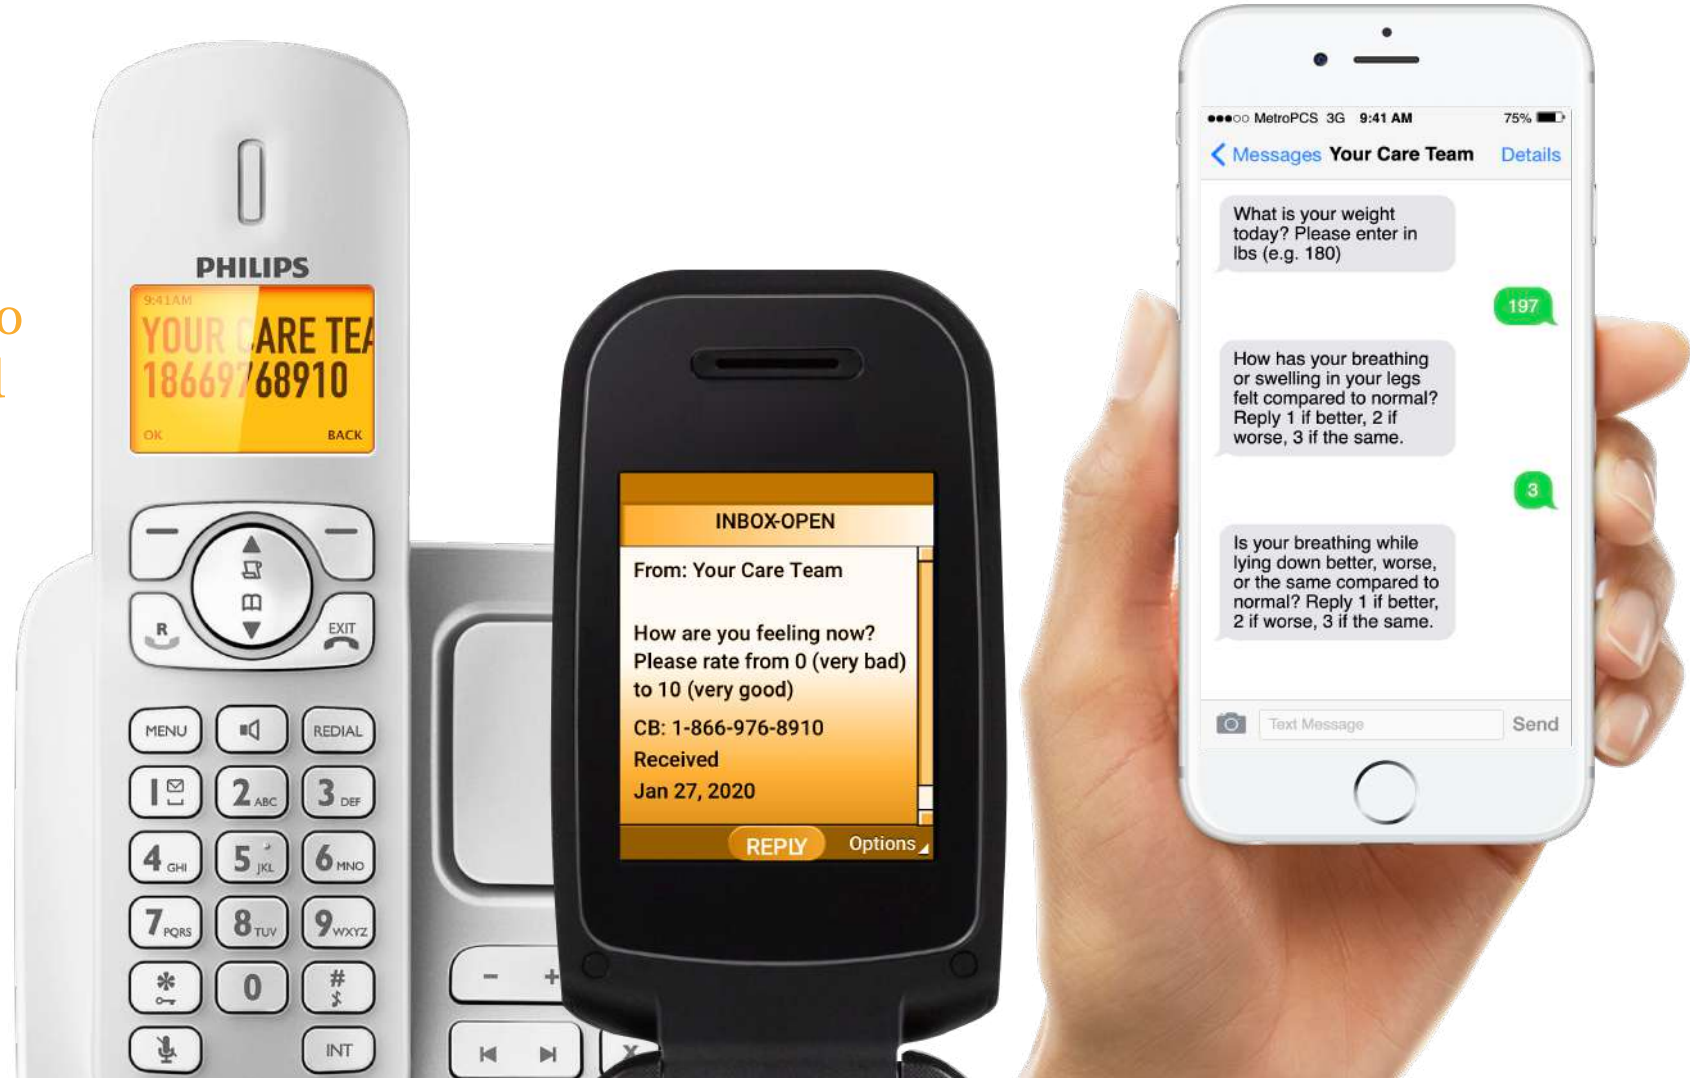 o
PHILIPS
9:41AM
YOUR CARE TEA
18669768910
OK BACK
R EXIT
MENU REDIAL
1 2 ABC 3 DEF
4 GHI 5 JKL 6 MNO
7 PQRS 8 TUV 9 WXYZ
* 0 #
INT
- +
X
INBOX-OPEN
From: Your Care Team
How are you feeling now?
Please rate from 0 (very bad)
to 10 (very good)
CB: 1-866-976-8910
Received
Jan 27, 2020
REPLY Options
MetroPCS 3G 9:41 AM 75%
Messages Your Care Team Details
What is your weight
today? Please enter in
lbs (e.g. 180)
197
How has your breathing
or swelling in your legs
felt compared to normal?
Reply 1 if better, 2 if
worse, 3 if the same.
3
Is your breathing while
lying down better, worse,
or the same compared to
normal? Reply 1 if better,
2 if worse, 3 if the same.
Text Message Send